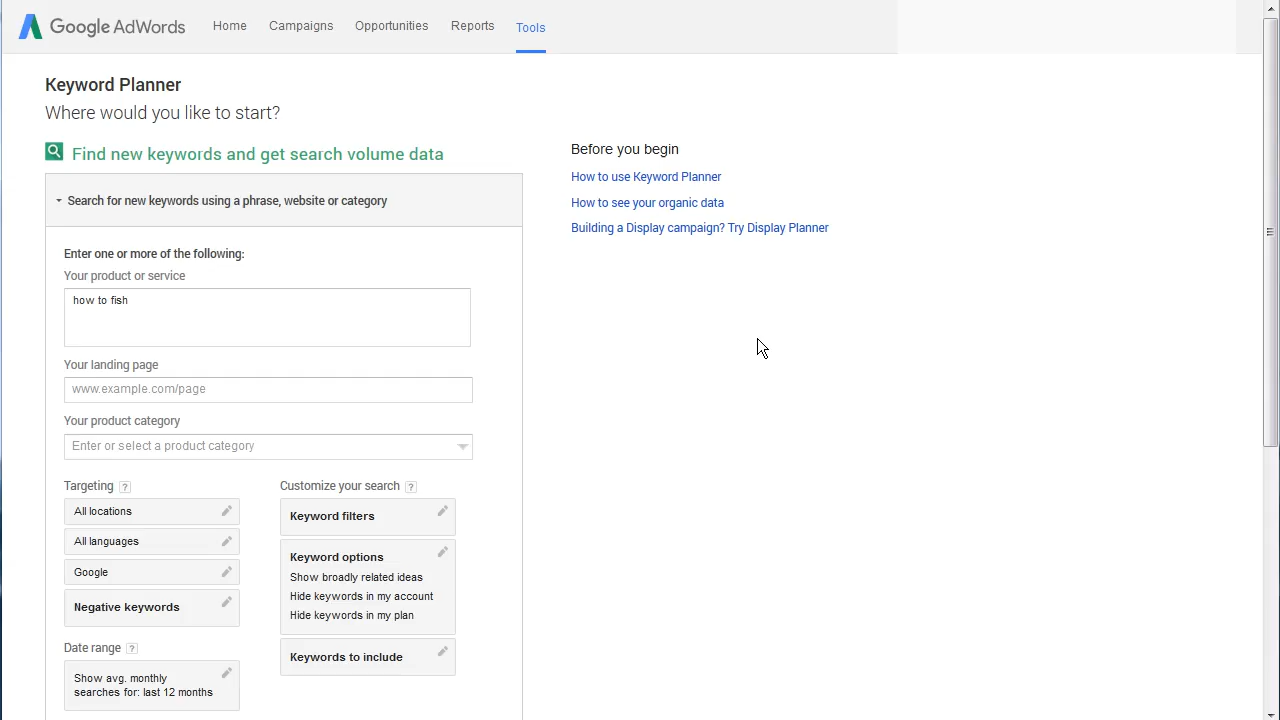 Google AdWords Home Campaigns Opportunities Reports Tools
Keyword Planner
Where would you like to start?
Find new keywords and get search volume data
Search for new keywords using a phrase, website or category
Enter one or more of the following:
Your product or service
how to fish
Your landing page
www.example.com/page
Your product category
Enter or select a product category
Targeting ?
All locations
All languages
Google
Negative keywords
Date range ?
Show avg. monthly
searches for: last 12 months
Customize your search ?
Keyword filters
Keyword options
Show broadly related ideas
Hide keywords in my account
Hide keywords in my plan
Keywords to include
Before you begin
How to use Keyword Planner
How to see your organic data
Building a Display campaign? Try Display Planner